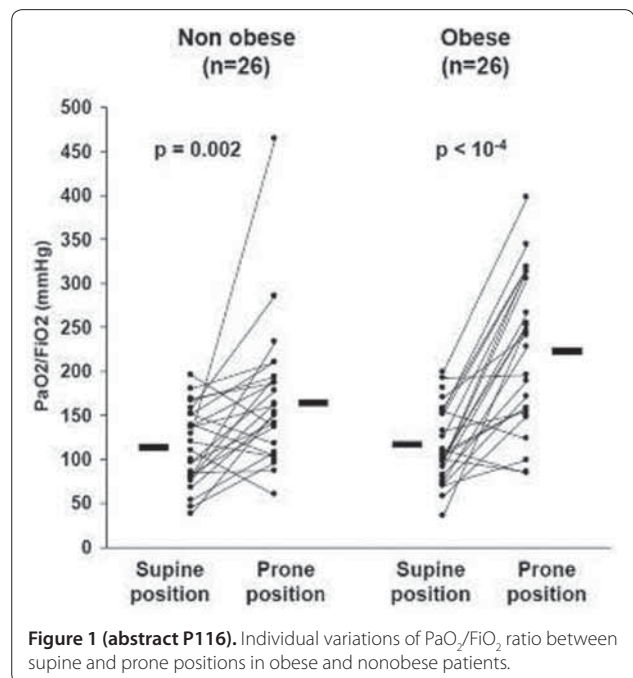 Non obese
(n=26)
Obese
(n=26)
500
450
400
350
300
250
200
150
100
50
0
PaO2/FiO2 (mmHg)
p = 0.002
p < 10⁻⁴
Supine
position
Prone
position
Supine
position
Prone
position
Figure 1 (abstract P116). Individual variations of PaO₂/FiO₂ ratio between
supine and prone positions in obese and nonobese patients.